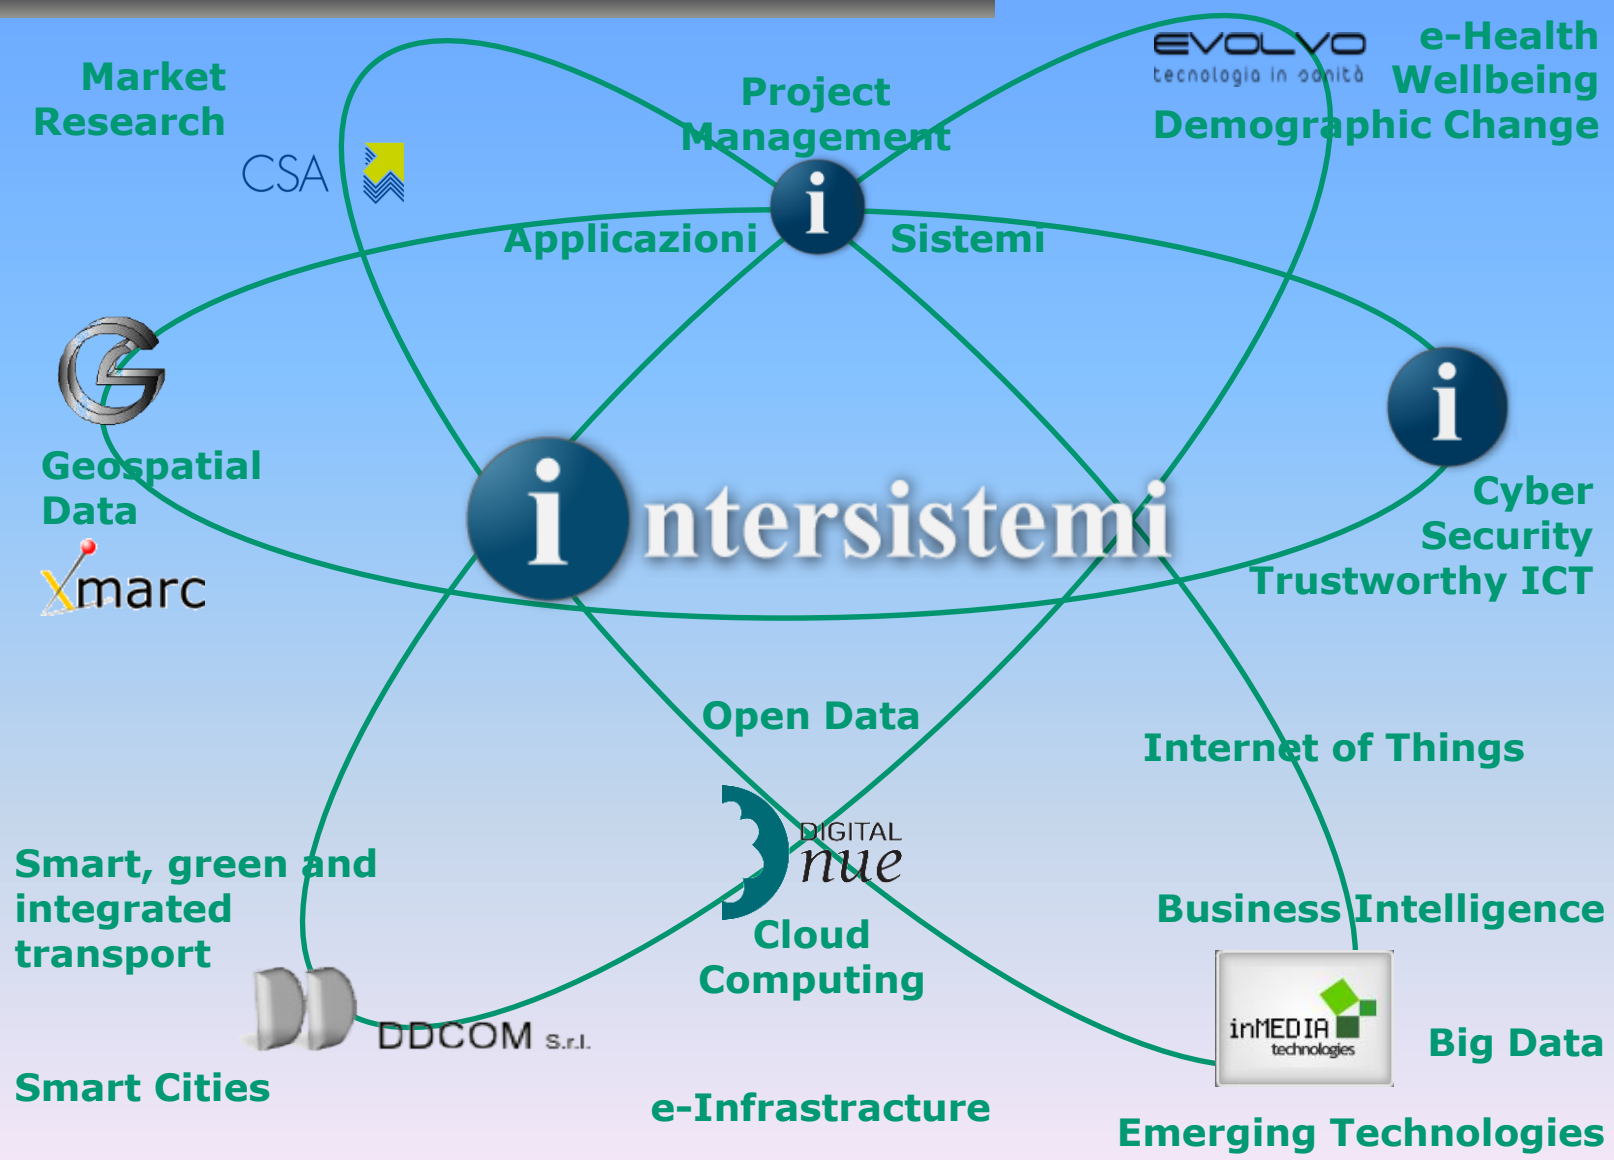 Market
Research
CSA
Project
Management
i
Applicazioni
Sistemi
EVOLVO
tecnologia in sanità
e-Health
Wellbeing
Demographic Change
Geospatial
Data
Xmarc
intersistemi
i
Cyber
Security
Trustworthy ICT
Open Data
Internet of Things
DIGITAL
nue
Cloud
Computing
Smart, green and
integrated
transport
DDCOM S.r.l.
Smart Cities
e-Infrastracture
Business Intelligence
inMEDIA
technologies
Big Data
Emerging Technologies